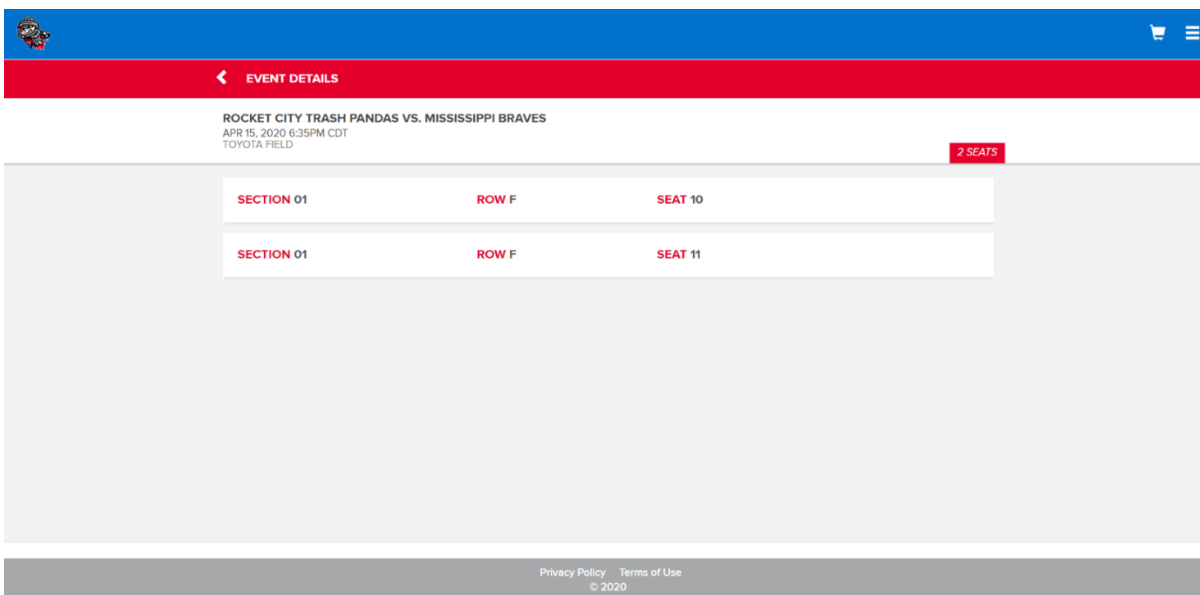 EVENT DETAILS
ROCKET CITY TRASH PANDAS VS. MISSISSIPPI BRAVES
APR 15, 2020 6:35PM CDT
TOYOTA FIELD
2 SEATS
SECTION 01 ROW F SEAT 10
SECTION 01 ROW F SEAT 11
Privacy Policy Terms of Use
© 2020